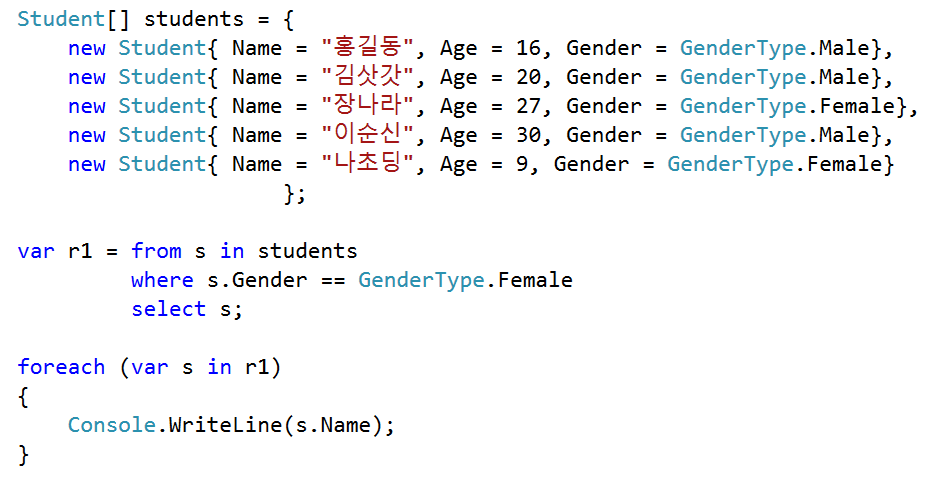 Student[] students = {
    new Student{ Name = "홍길동", Age = 16, Gender = GenderType.Male},
    new Student{ Name = "김삿갓", Age = 20, Gender = GenderType.Male},
    new Student{ Name = "장나라", Age = 27, Gender = GenderType.Female},
    new Student{ Name = "이순신", Age = 30, Gender = GenderType.Male},
    new Student{ Name = "나초딩", Age = 9, Gender = GenderType.Female}
                     };

var r1 = from s in students
         where s.Gender == GenderType.Female
         select s;

foreach (var s in r1)
{
    Console.WriteLine(s.Name);
}